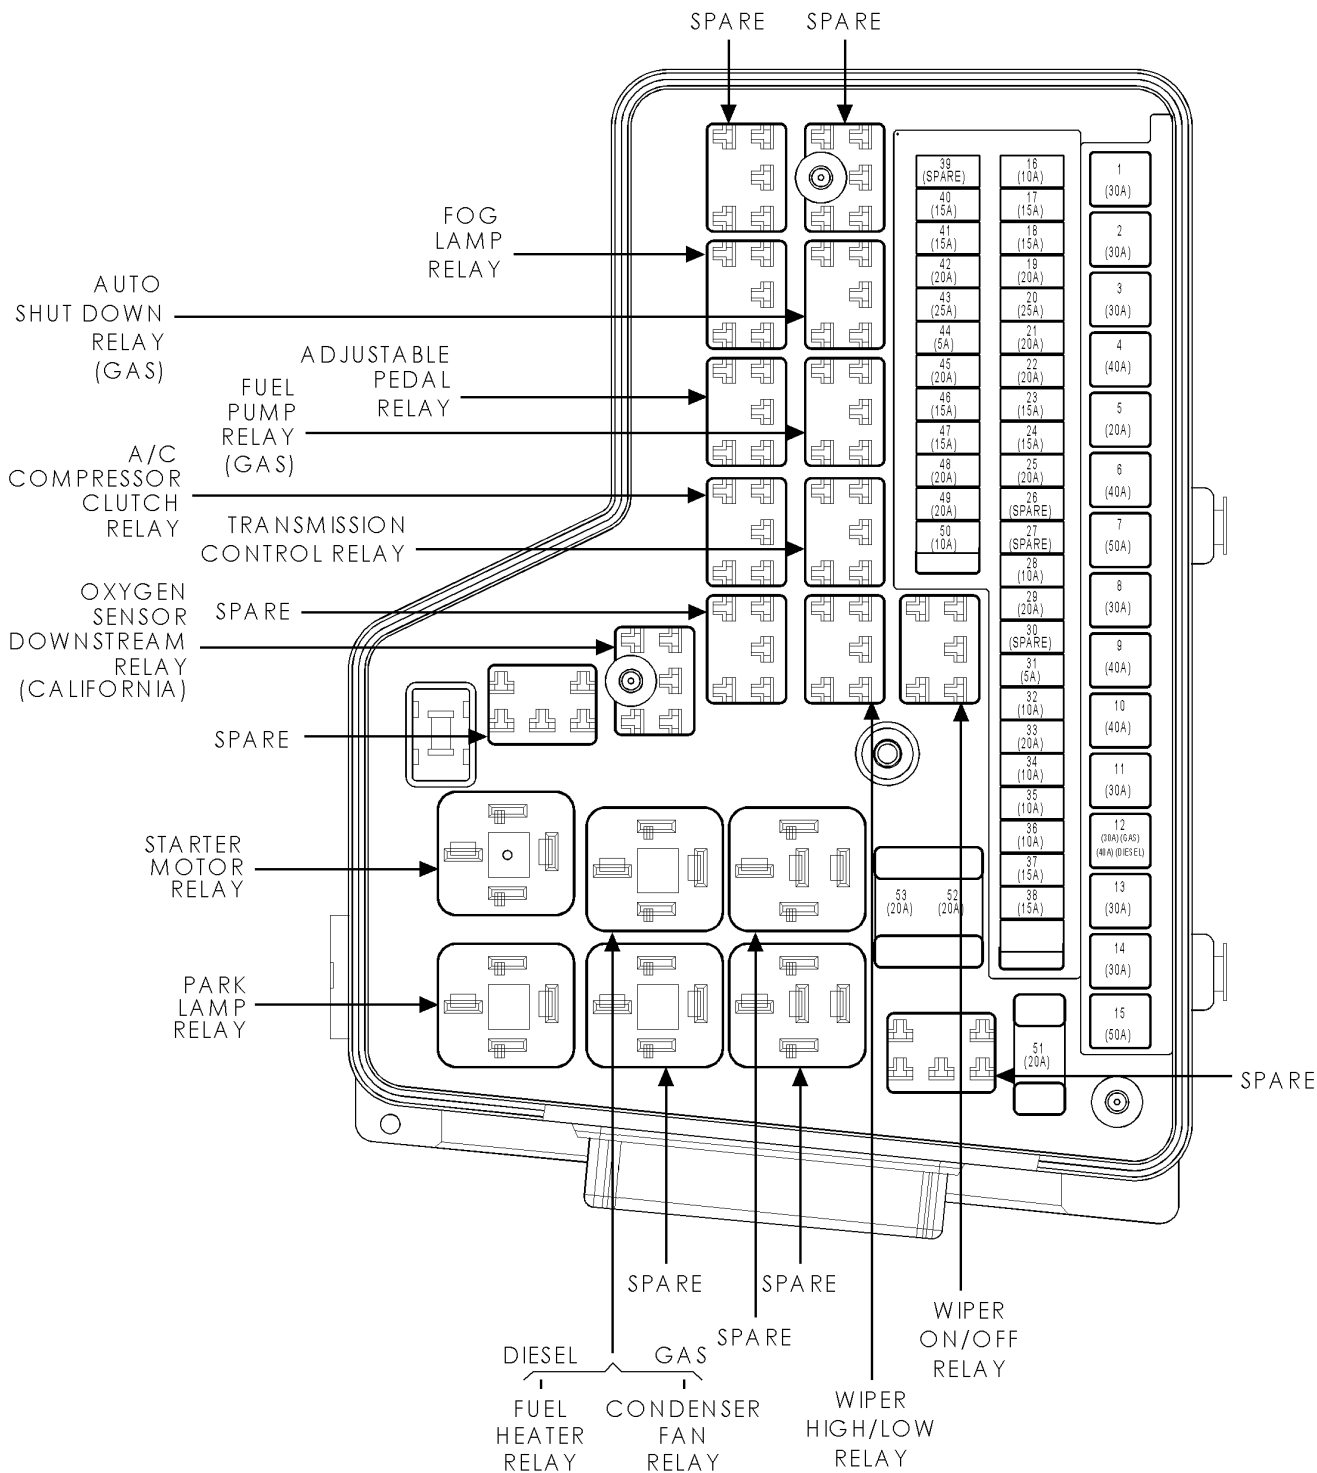 SPARE
SPARE
FOG
LAMP
RELAY
AUTO
SHUT DOWN
RELAY
(GAS)
ADJUSTABLE
PEDAL
RELAY
FUEL
PUMP
RELAY
(GAS)
A/C
COMPRESSOR
CLUTCH
RELAY
TRANSMISSION
CONTROL RELAY
OXYGEN
SENSOR
DOWNSTREAM
RELAY
(CALIFORNIA)
SPARE
SPARE
STARTER
MOTOR
RELAY
PARK
LAMP
RELAY
39
(SPARE)
40
(15A)
41
(15A)
42
(20A)
43
(25A)
44
(5A)
45
(20A)
46
(15A)
47
(15A)
48
(20A)
49
(20A)
50
(10A)
16
(10A)
17
(15A)
18
(15A)
19
(20A)
20
(25A)
21
(20A)
22
(20A)
23
(15A)
24
(15A)
25
(20A)
26
(SPARE)
27
(SPARE)
28
(10A)
29
(20A)
30
(SPARE)
31
(5A)
32
(10A)
33
(20A)
34
(10A)
35
(10A)
36
(10A)
37
(15A)
38
(15A)
1
(30A)
2
(30A)
3
(30A)
4
(40A)
5
(20A)
6
(40A)
7
(50A)
8
(30A)
9
(40A)
10
(40A)
11
(30A)
12
(30A)(GAS)
(40A)(DIESEL)
13
(30A)
14
(30A)
15
(50A)
53
(20A)
52
(20A)
51
(20A)
SPARE
SPARE
SPARE
SPARE
WIPER
ON/OFF
RELAY
DIESEL
GAS
FUEL
HEATER
RELAY
CONDENSER
FAN
RELAY
WIPER
HIGH/LOW
RELAY